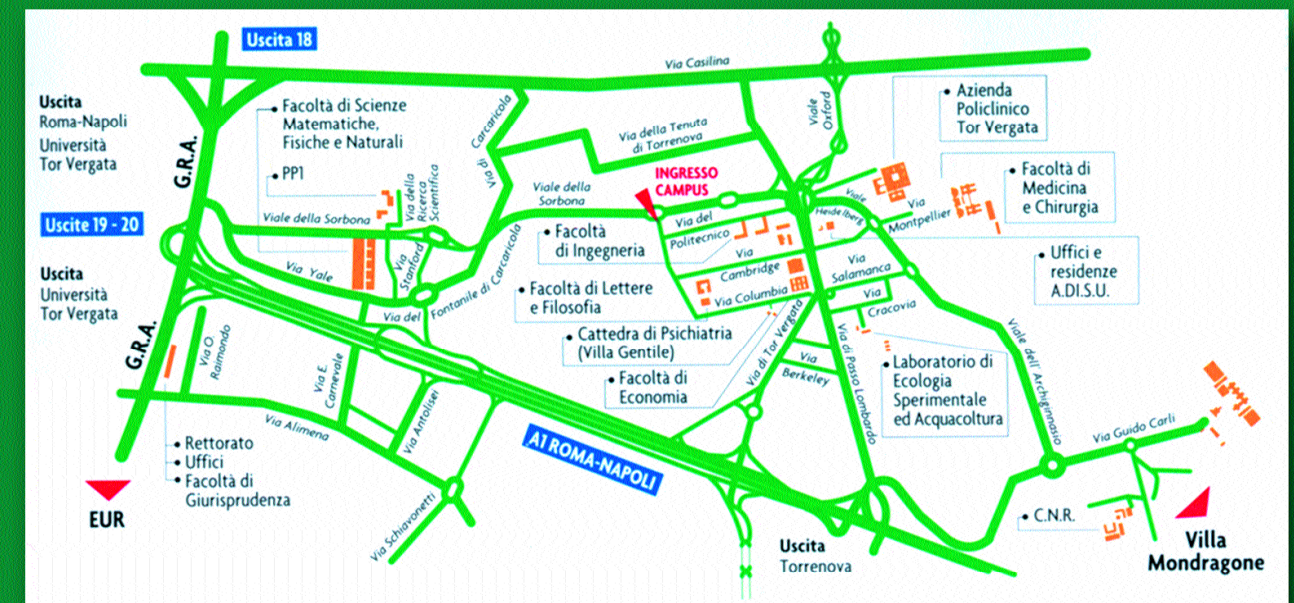 Uscita 18
Via Casilina
Uscita
Roma-Napoli
Università
Tor Vergata
G.R.A.
Facoltà di Scienze
Matematiche,
Fisiche e Naturali
PP1
Via di Carcaricola
Via della Tenuta
di Torrenova
Viale
Oxford
Azienda
Policlinico
Tor Vergata
Facoltà di
Medicina
e Chirurgia
INGRESSO
CAMPUS
Via della
Ricerca
Scientifica
Viale della
Sorbona
Viale della Sorbona
Viale
Heidelberg
Via
Montpellier
Uscite 19 - 20
Uscita
Università
Tor Vergata
Via del
Politecnico
Facoltà
di Ingegneria
Via
Cambridge
Via
Salamanca
Uffici e
residenze
A.DI.S.U.
Via Yale
Via
Stanford
Via del
Fontanile di Carcaricola
Facoltà di Lettere
e Filosofia
Via Columbia
Via
Cracovia
Cattedra di Psichiatria
(Villa Gentile)
Via di Tor Vergata
Via
Berkeley
Via di Passo Lombardo
Viale dell' Archiginnasio
Facoltà di
Economia
Laboratorio di
Ecologia
Sperimentale
ed Acquacoltura
G.R.A.
Via O.
Raimondo
Via E.
Carnevale
Via Antolisei
Via Alimena
A1 ROMA-NAPOLI
Via Guido Carli
Rettorato
Uffici
Facoltà di
Giurisprudenza
EUR
Via Schiavonetti
Uscita
Torrenova
C.N.R.
Villa
Mondragone